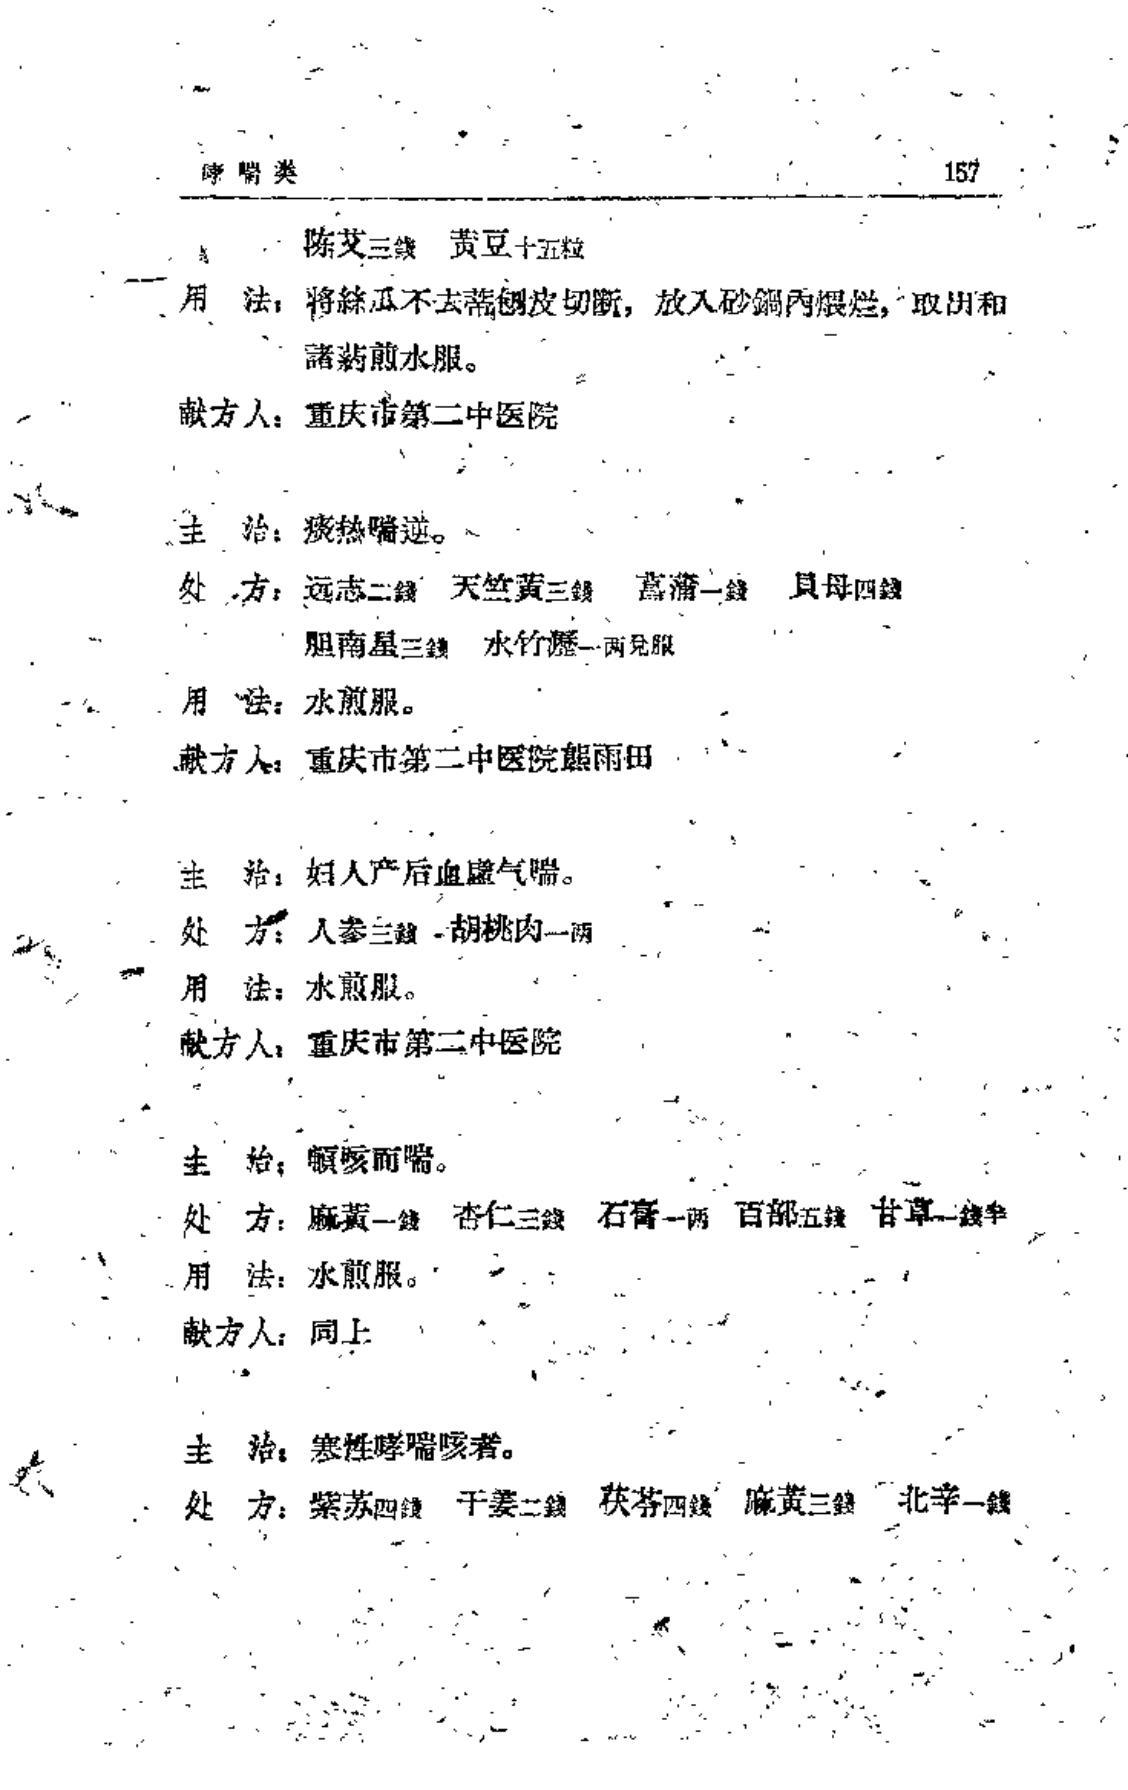 哮喘类 157
陈艾三錢 黄豆十五粒
用 法：将絲瓜不去蒂刨皮切断，放入砂鍋內煨烂，取出和
諸葯煎水服。
献方人：重庆市第二中医院
主 治：痰热喘逆。
处 方：远志二錢 天竺黃三錢 菖蒲一錢 貝母四錢
胆南星三錢 水竹瀝一两兌服
用 法：水煎服。
献方人：重庆市第二中医院熊雨田
主 治：妇人产后血虛气喘。
处 方：人参三錢 胡桃肉一两
用 法：水煎服。
献方人：重庆市第二中医院
主 治：頓咳而喘。
处 方：麻黃一錢 杏仁三錢 石膏一两 百部五錢 甘草一錢半
用 法：水煎服。
献方人：同上
主 治：寒性哮喘咳者。
处 方：紫苏四錢 干姜二錢 茯苓四錢 麻黃三錢 北辛一錢